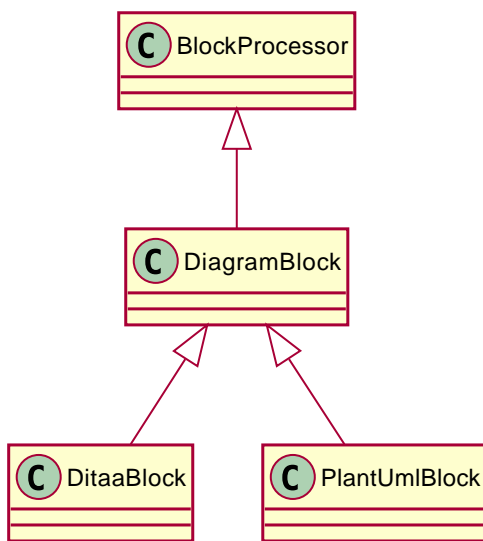 C BlockProcessor
C DiagramBlock
C DitaaBlock
C PlantUmlBlock